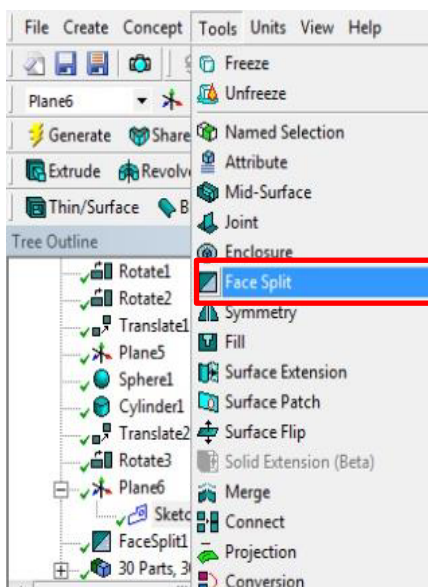 File Create Concept Tools Units View Help
Freeze
Plane6
Unfreeze
Generate Share
Named Selection
Attribute
Extrude Revolv
Mid-Surface
Thin/Surface B
Joint
Tree Outline
Enclosure
Rotate1
Face Split
Rotate2
Symmetry
Translate1
Fill
Plane5
Surface Extension
Sphere1
Surface Patch
Cylinder1
Surface Flip
Translate2
Solid Extension (Beta)
Rotate3
Merge
Plane6
Connect
Sketc
Projection
FaceSplit1
Conversion
30 Parts, 3